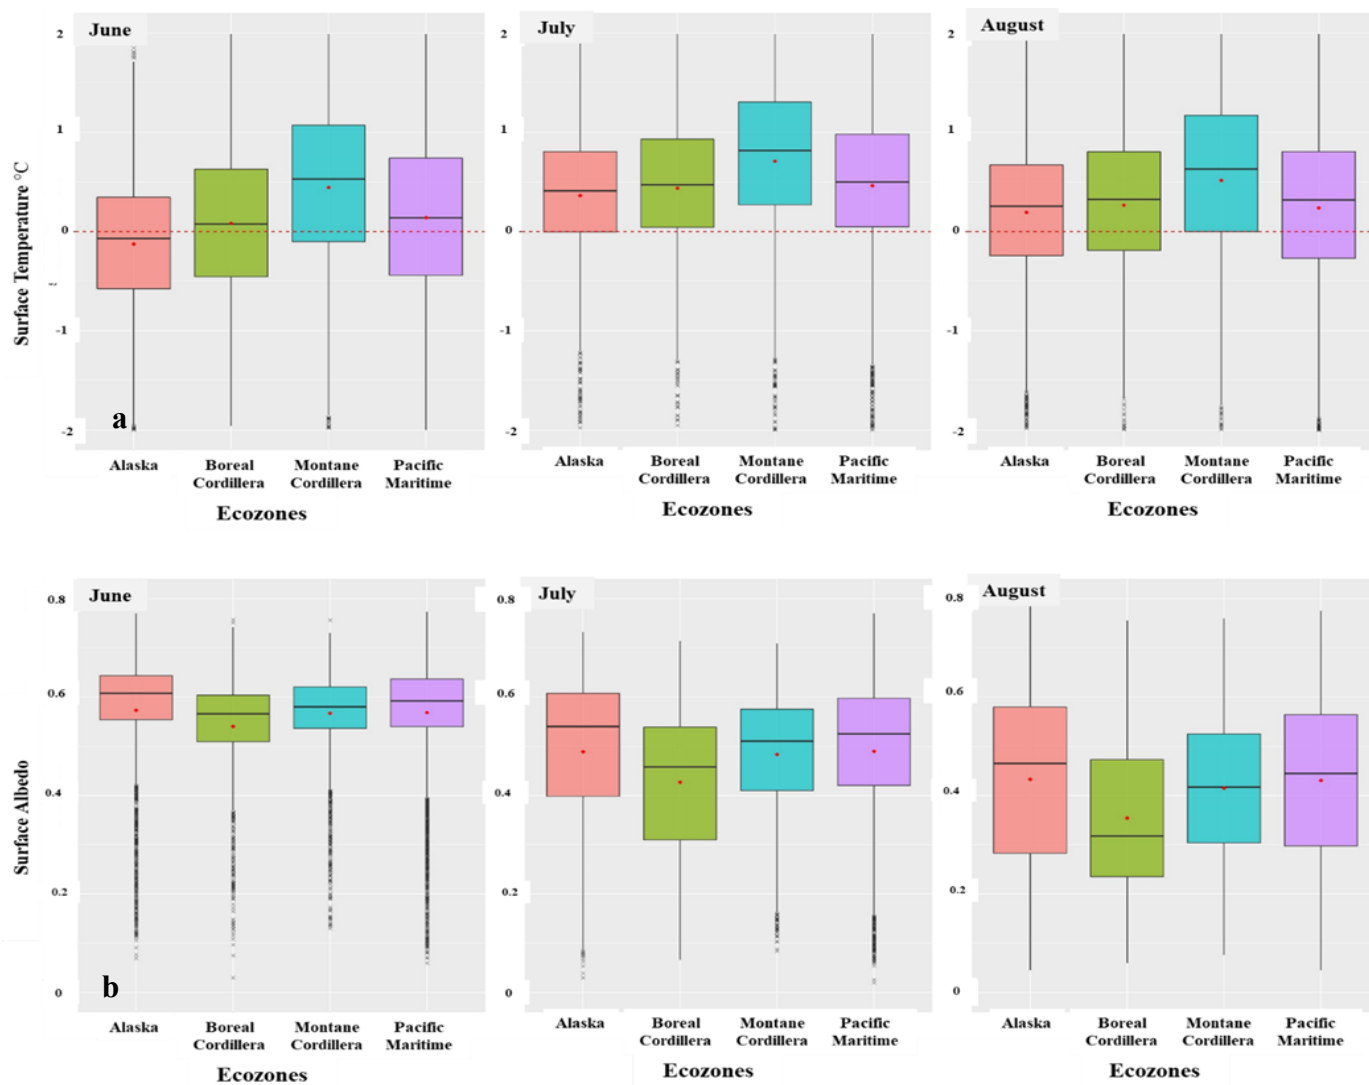 June
July
August
Surface Temperature °C
2
1
0
-1
-2
2
1
0
-1
-2
2
1
0
-1
-2
a
Alaska
Boreal
Cordillera
Montane
Cordillera
Pacific
Maritime
Alaska
Boreal
Cordillera
Montane
Cordillera
Pacific
Maritime
Alaska
Boreal
Cordillera
Montane
Cordillera
Pacific
Maritime
Ecozones
Ecozones
Ecozones
June
July
August
Surface Albedo
0.8
0.6
0.4
0.2
0
0.8
0.6
0.4
0.2
0
0.8
0.6
0.4
0.2
0
b
Alaska
Boreal
Cordillera
Montane
Cordillera
Pacific
Maritime
Alaska
Boreal
Cordillera
Montane
Cordillera
Pacific
Maritime
Alaska
Boreal
Cordillera
Montane
Cordillera
Pacific
Maritime
Ecozones
Ecozones
Ecozones